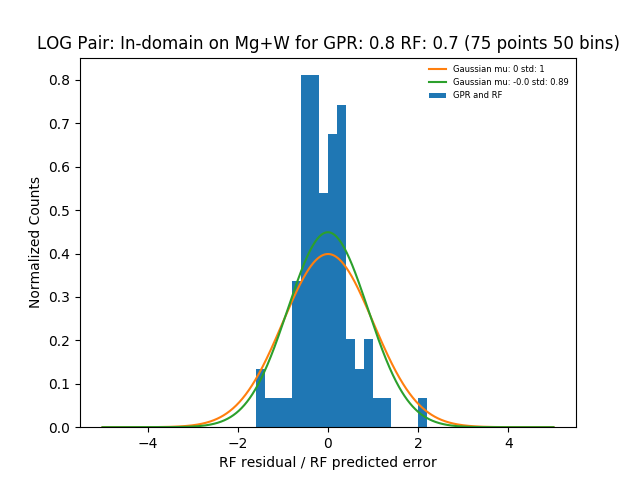 LOG Pair: In-domain on Mg+W for GPR: 0.8 RF: 0.7 (75 points 50 bins)
Gaussian mu: 0 std: 1
Gaussian mu: -0.0 std: 0.89
GPR and RF
Normalized Counts
0.8
0.7
0.6
0.5
0.4
0.3
0.2
0.1
0.0
−4 −2 0 2 4
RF residual / RF predicted error